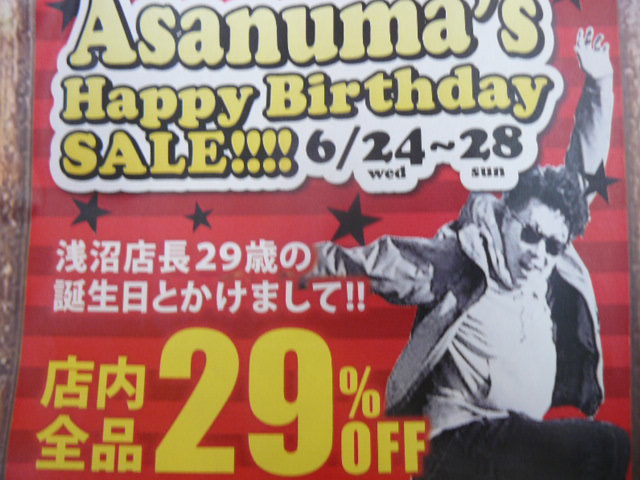 Asanuma's
Happy Birthday
SALE!!!! 6/24~28
wed sun
浅沼店長29歳の
誕生日とかけまして!!
店内
全品
29% OFF